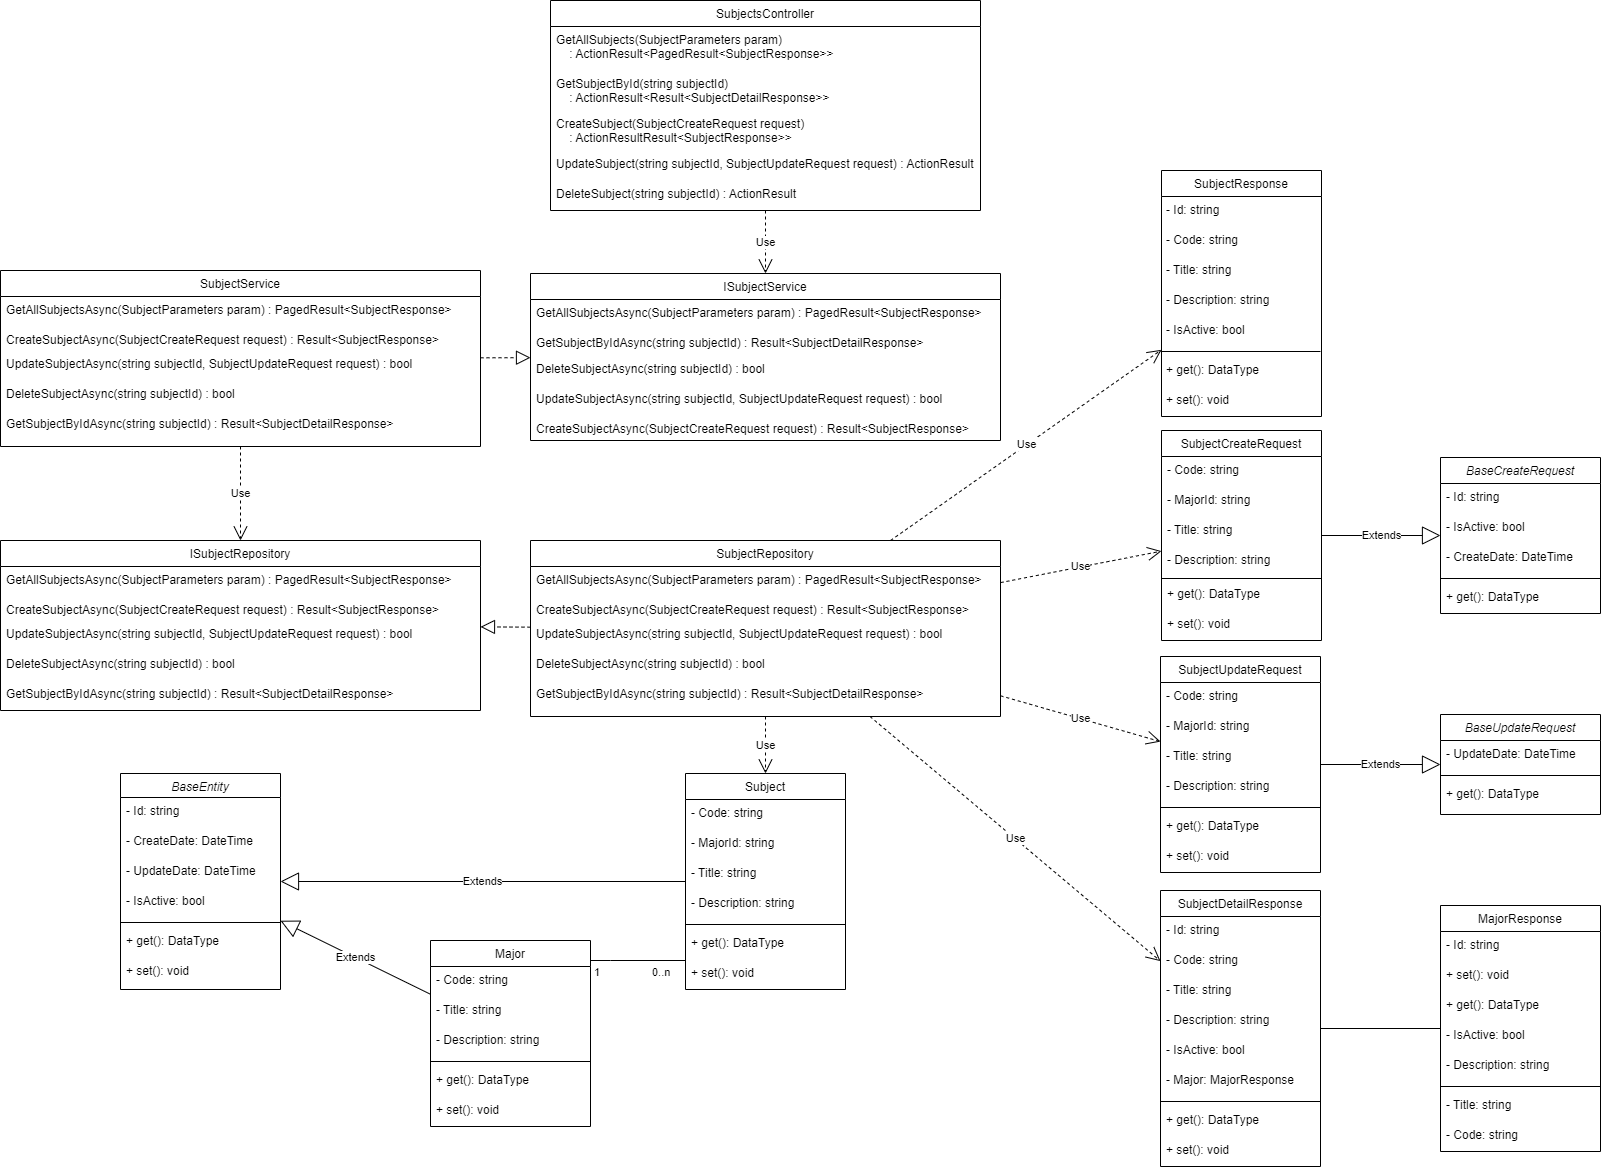 SubjectsController
GetAllSubjects(SubjectParameters param)
: ActionResult<PagedResult<SubjectResponse>>
GetSubjectById(string subjectId)
: ActionResult<Result<SubjectDetailResponse>>
CreateSubject(SubjectCreateRequest request)
: ActionResultResult<SubjectResponse>>
UpdateSubject(string subjectId, SubjectUpdateRequest request) : ActionResult
DeleteSubject(string subjectId) : ActionResult
Use
SubjectService
GetAllSubjectsAsync(SubjectParameters param) : PagedResult<SubjectResponse>
CreateSubjectAsync(SubjectCreateRequest request) : Result<SubjectResponse>
UpdateSubjectAsync(string subjectId, SubjectUpdateRequest request) : bool
DeleteSubjectAsync(string subjectId) : bool
GetSubjectByIdAsync(string subjectId) : Result<SubjectDetailResponse>
ISubjectService
GetAllSubjectsAsync(SubjectParameters param) : PagedResult<SubjectResponse>
GetSubjectByIdAsync(string subjectId) : Result<SubjectDetailResponse>
DeleteSubjectAsync(string subjectId) : bool
UpdateSubjectAsync(string subjectId, SubjectUpdateRequest request) : bool
CreateSubjectAsync(SubjectCreateRequest request) : Result<SubjectResponse>
Use
ISubjectRepository
GetAllSubjectsAsync(SubjectParameters param) : PagedResult<SubjectResponse>
CreateSubjectAsync(SubjectCreateRequest request) : Result<SubjectResponse>
UpdateSubjectAsync(string subjectId, SubjectUpdateRequest request) : bool
DeleteSubjectAsync(string subjectId) : bool
GetSubjectByIdAsync(string subjectId) : Result<SubjectDetailResponse>
SubjectRepository
GetAllSubjectsAsync(SubjectParameters param) : PagedResult<SubjectResponse>
CreateSubjectAsync(SubjectCreateRequest request) : Result<SubjectResponse>
UpdateSubjectAsync(string subjectId, SubjectUpdateRequest request) : bool
DeleteSubjectAsync(string subjectId) : bool
GetSubjectByIdAsync(string subjectId) : Result<SubjectDetailResponse>
Use
Use
Use
Use
Use
SubjectResponse
- Id: string
- Code: string
- Title: string
- Description: string
- IsActive: bool
+ get(): DataType
+ set(): void
SubjectCreateRequest
- Code: string
- MajorId: string
- Title: string
- Description: string
+ get(): DataType
+ set(): void
Extends
BaseCreateRequest
- Id: string
- IsActive: bool
- CreateDate: DateTime
+ get(): DataType
SubjectUpdateRequest
- Code: string
- MajorId: string
- Title: string
- Description: string
+ get(): DataType
+ set(): void
Extends
BaseUpdateRequest
- UpdateDate: DateTime
+ get(): DataType
BaseEntity
- Id: string
- CreateDate: DateTime
- UpdateDate: DateTime
- IsActive: bool
+ get(): DataType
+ set(): void
Extends
Extends
Subject
- Code: string
- MajorId: string
- Title: string
- Description: string
+ get(): DataType
+ set(): void
1
0..n
Major
- Code: string
- Title: string
- Description: string
+ get(): DataType
+ set(): void
SubjectDetailResponse
- Id: string
- Code: string
- Title: string
- Description: string
- IsActive: bool
- Major: MajorResponse
+ get(): DataType
+ set(): void
MajorResponse
- Id: string
+ set(): void
+ get(): DataType
- IsActive: bool
- Description: string
- Title: string
- Code: string